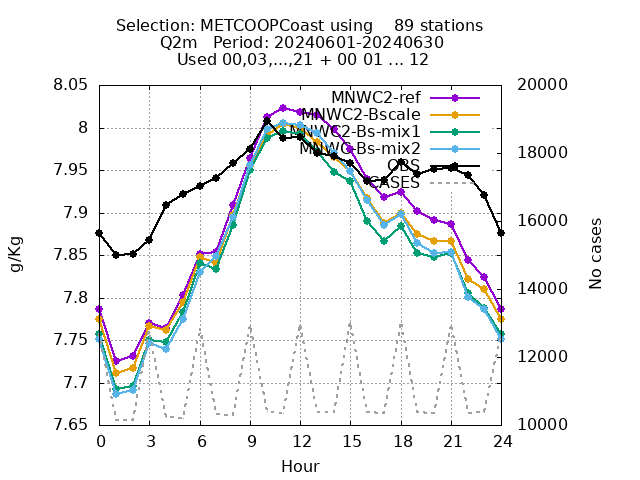 Selection: METCOOPCoast using    89 stations
Q2m   Period: 20240601-20240630
Used 00,03,...,21 + 00 01 ... 12
8.05
8
7.95
7.9
7.85
7.8
7.75
7.7
7.65
g/Kg
20000
18000
16000
14000
12000
10000
No cases
MNWC2-ref
MNWC2-Bscale
MNWC2-Bs-mix1
MNWC-Bs-mix2
OBS
CASES
0 3 6 9 12 15 18 21 24
Hour